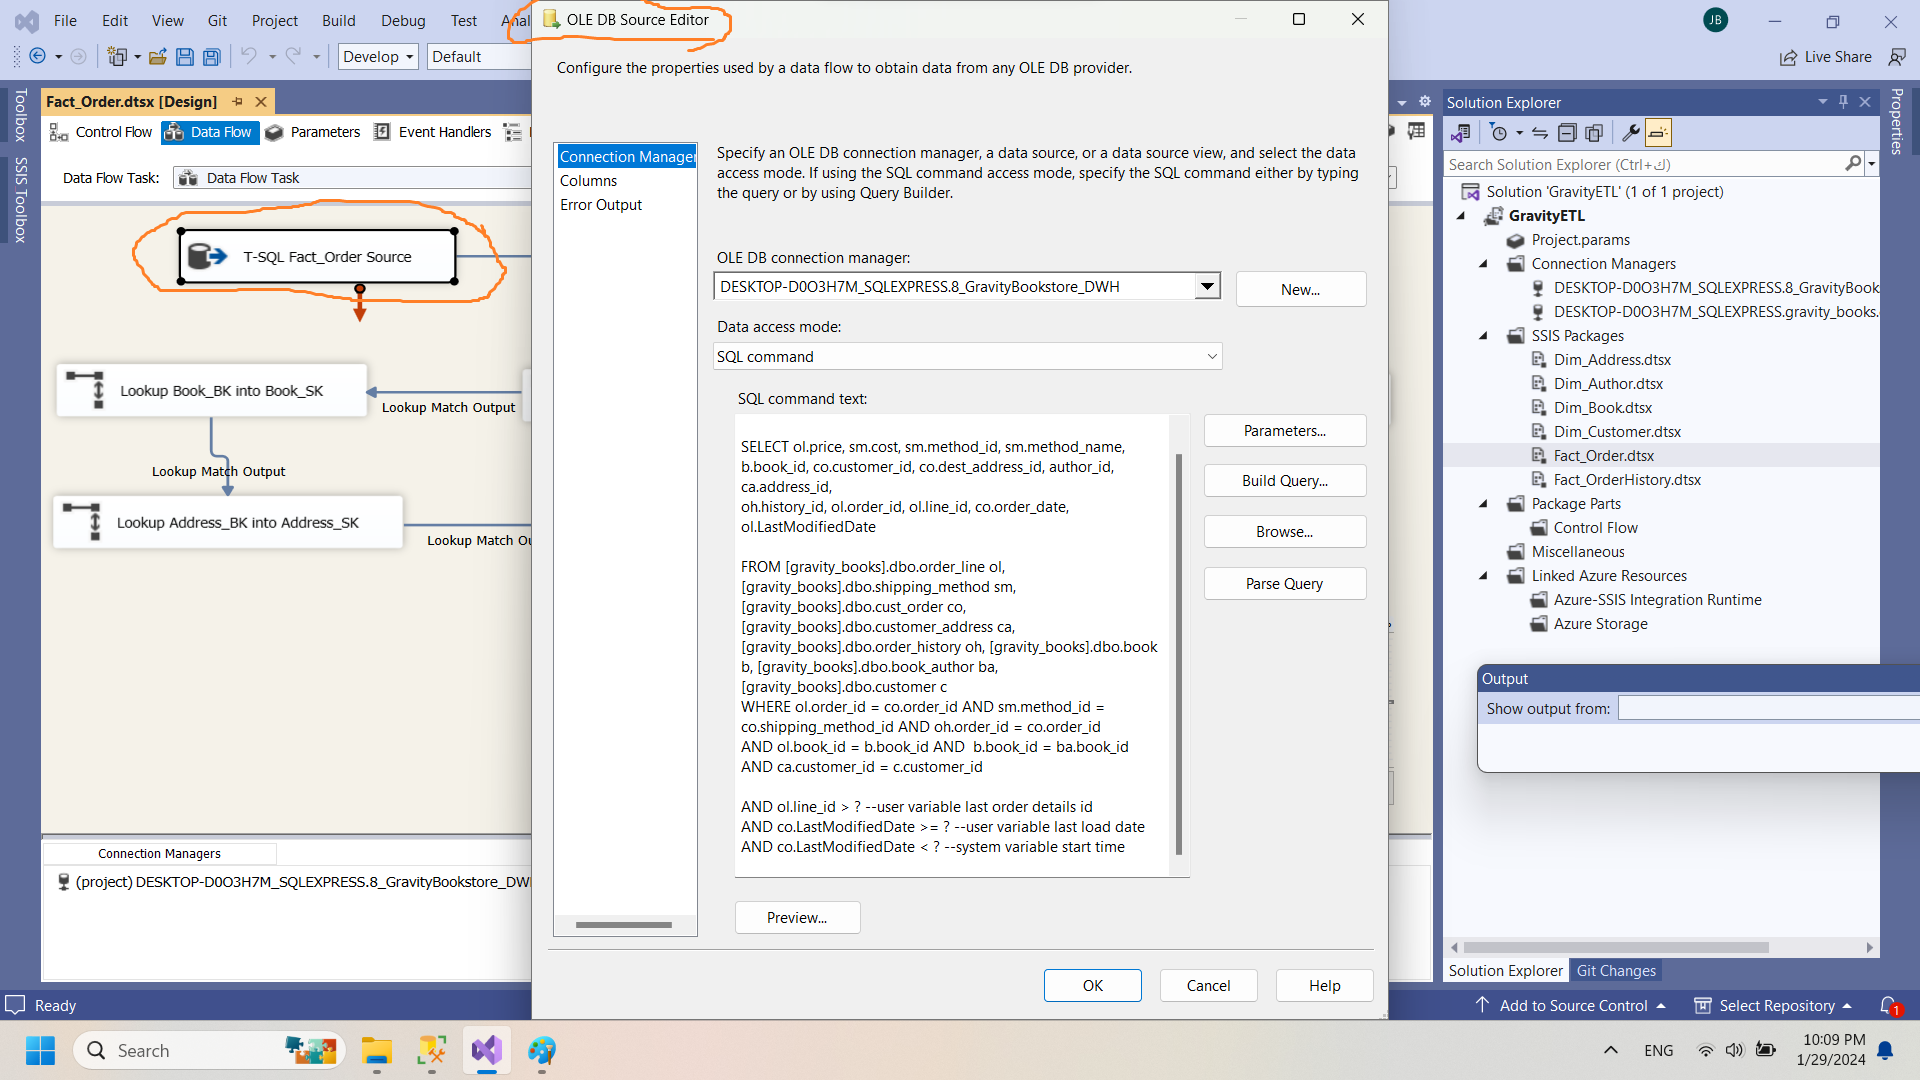 File Edit View Git Project Build Debug Test Anal
OLE DB Source Editor
JB
Develop
Default
Live Share
Configure the properties used by a data flow to obtain data from any OLE DB provider.
Toolbox
SSIS Toolbox
Fact_Order.dtsx [Design]
Control Flow Data Flow Parameters Event Handlers
Data Flow Task: Data Flow Task
T-SQL Fact_Order Source
Lookup Book_BK into Book_SK
Lookup Match Output
Lookup Match Output
Lookup Address_BK into Address_SK
Lookup Match Ou
Connection Managers
(project) DESKTOP-D0O3H7M_SQLEXPRESS.8_GravityBookstore_DW
Connection Manager
Columns
Error Output
Specify an OLE DB connection manager, a data source, or a data source view, and select the data
access mode. If using the SQL command access mode, specify the SQL command either by typing
the query or by using Query Builder.
OLE DB connection manager:
DESKTOP-D0O3H7M_SQLEXPRESS.8_GravityBookstore_DWH
New...
Data access mode:
SQL command
SQL command text:
SELECT ol.price, sm.cost, sm.method_id, sm.method_name,
b.book_id, co.customer_id, co.dest_address_id, author_id,
ca.address_id,
oh.history_id, ol.order_id, ol.line_id, co.order_date,
ol.LastModifiedDate
FROM [gravity_books].dbo.order_line ol,
[gravity_books].dbo.shipping_method sm,
[gravity_books].dbo.cust_order co,
[gravity_books].dbo.customer_address ca,
[gravity_books].dbo.order_history oh, [gravity_books].dbo.book
b, [gravity_books].dbo.book_author ba,
[gravity_books].dbo.customer c
WHERE ol.order_id = co.order_id AND sm.method_id =
co.shipping_method_id AND oh.order_id = co.order_id
AND ol.book_id = b.book_id AND  b.book_id = ba.book_id
AND ca.customer_id = c.customer_id
AND ol.line_id > ? --user variable last order details id
AND co.LastModifiedDate >= ? --user variable last load date
AND co.LastModifiedDate < ? --system variable start time
Parameters...
Build Query...
Browse...
Parse Query
Preview...
OK Cancel Help
Solution Explorer
Properties
Search Solution Explorer (Ctrl+ك)
Solution 'GravityETL' (1 of 1 project)
GravityETL
Project.params
Connection Managers
DESKTOP-D0O3H7M_SQLEXPRESS.8_GravityBook
DESKTOP-D0O3H7M_SQLEXPRESS.gravity_books.
SSIS Packages
Dim_Address.dtsx
Dim_Author.dtsx
Dim_Book.dtsx
Dim_Customer.dtsx
Fact_Order.dtsx
Fact_OrderHistory.dtsx
Package Parts
Control Flow
Miscellaneous
Linked Azure Resources
Azure-SSIS Integration Runtime
Azure Storage
Output
Show output from:
Solution Explorer Git Changes
Ready
Add to Source Control Select Repository 1
Search
ENG
10:09 PM
1/29/2024